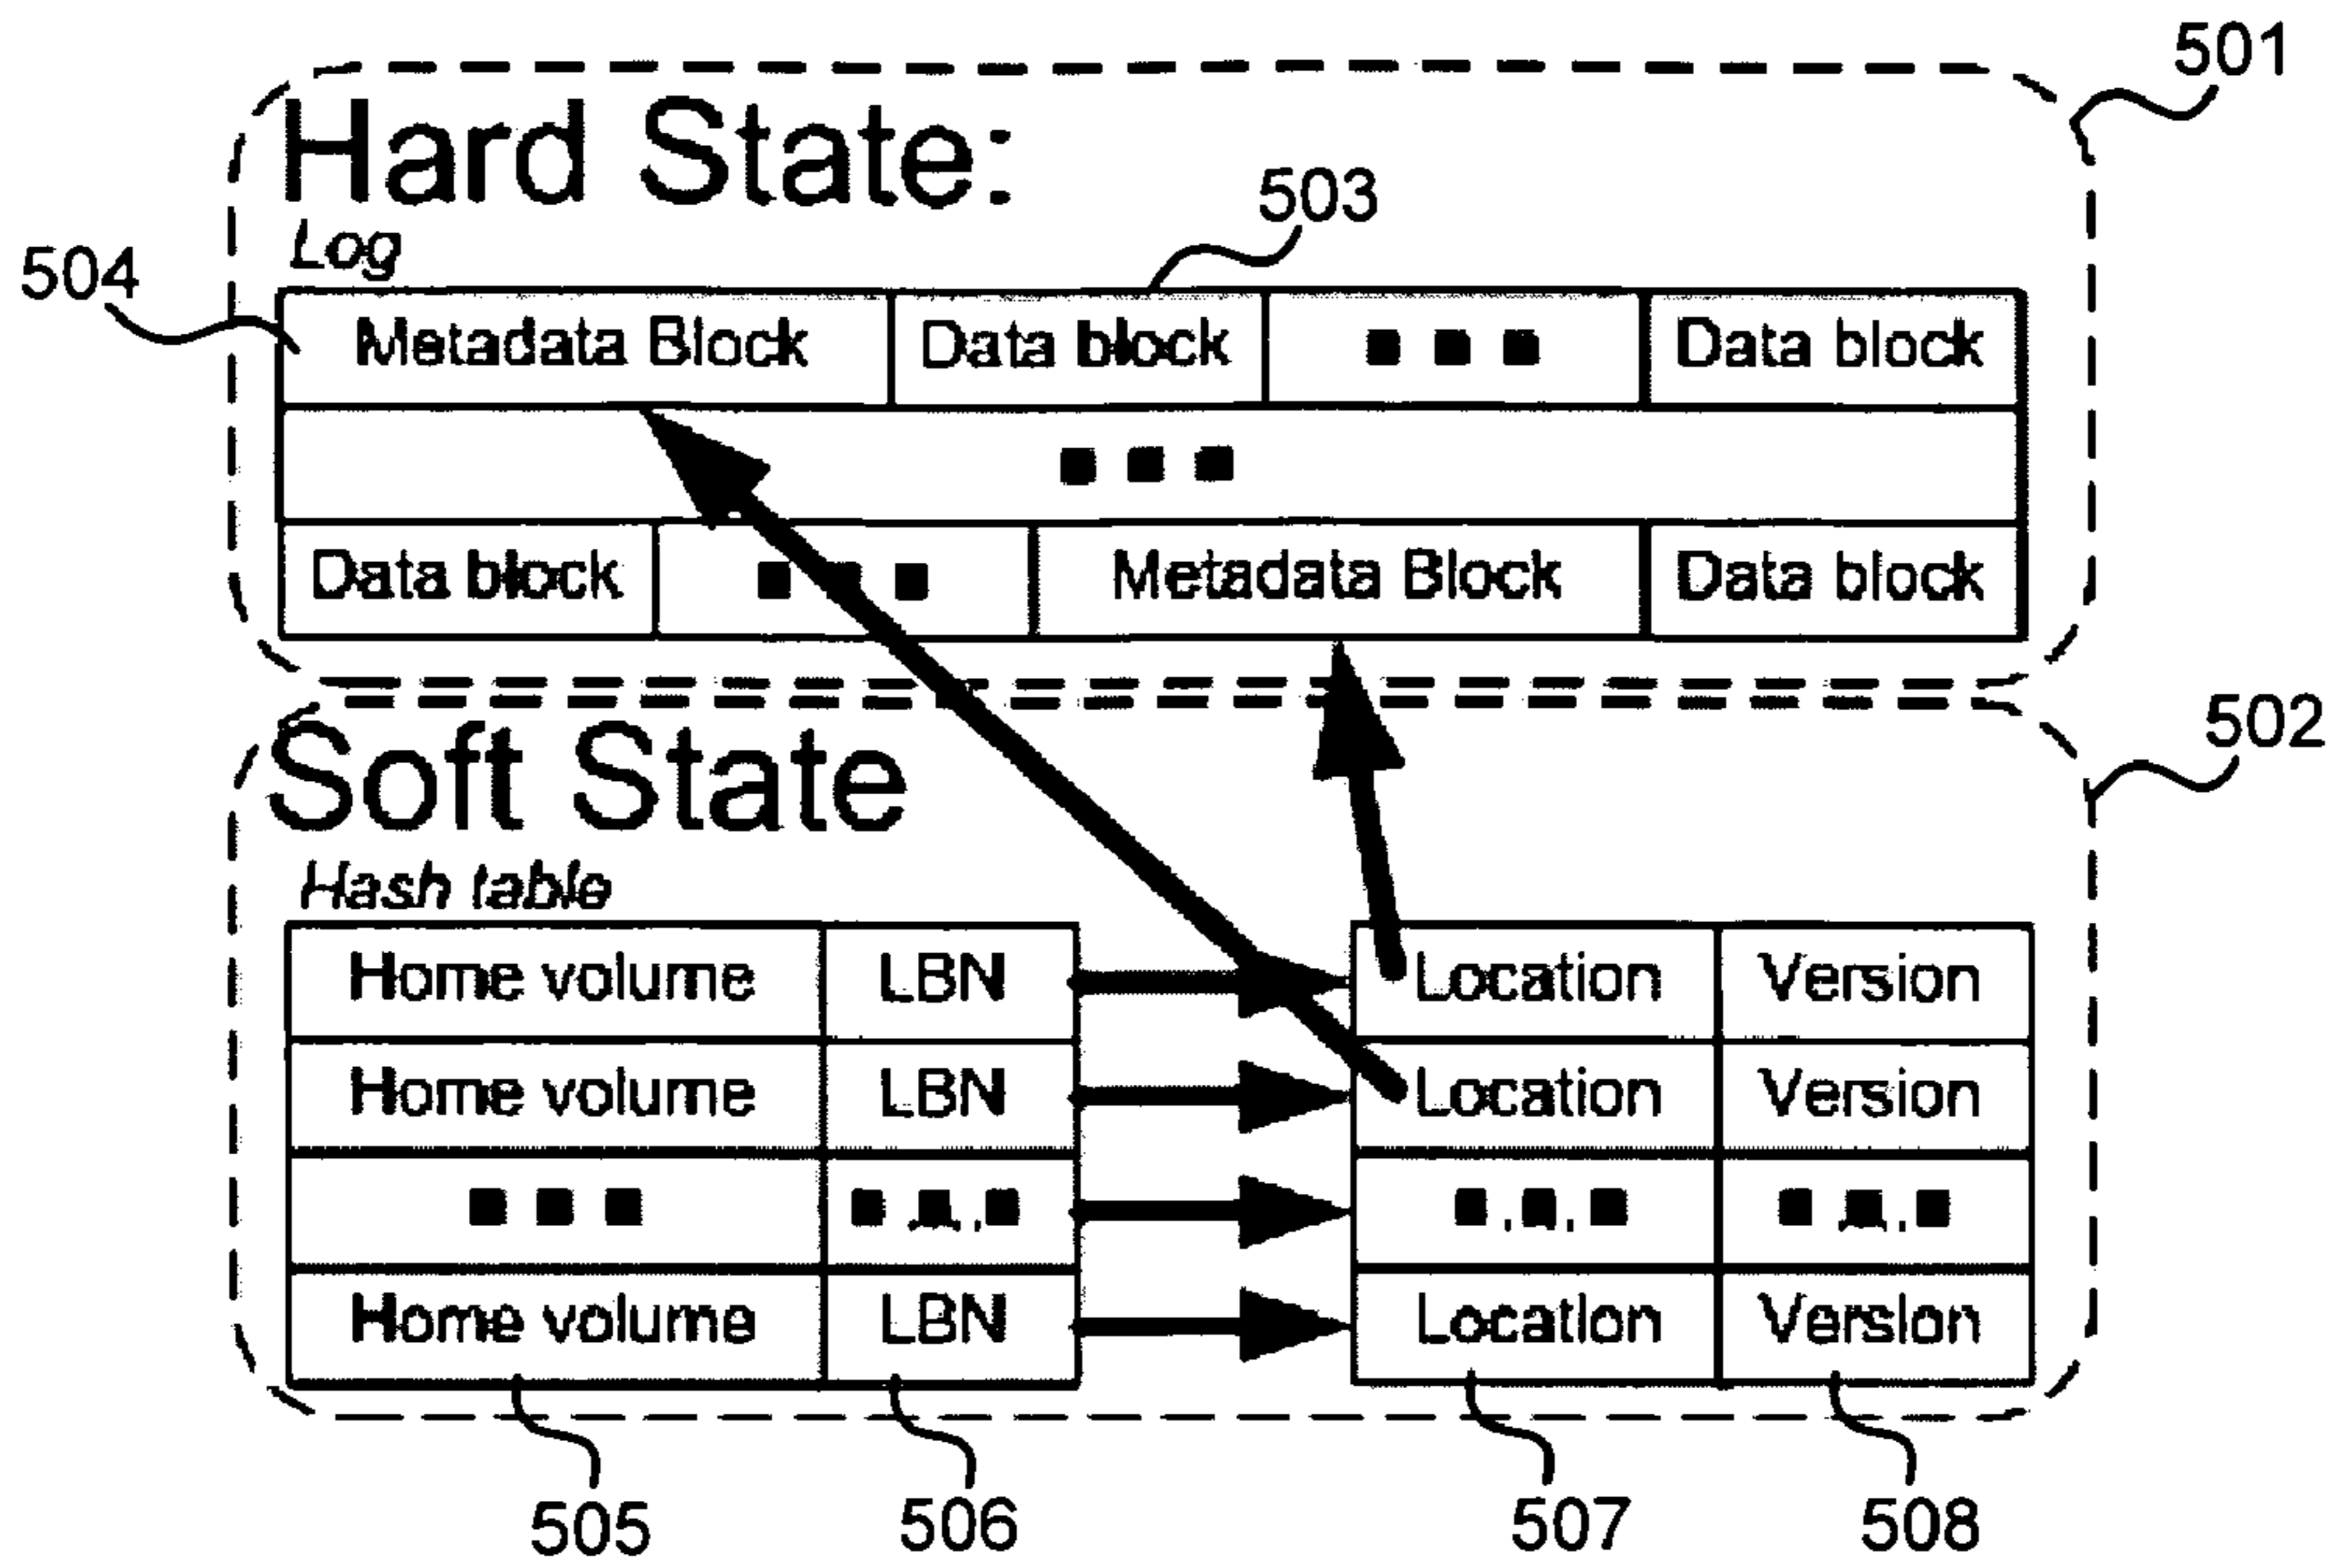 501
Hard State:
503
Log
504
Metadata Block Data block Data block
Data block Metadata Block Data block
502
Soft State
Hash table
Home volume LBN Location Version
Home volume LBN Location Version
Home volume LBN Location Version
505 506 507 508